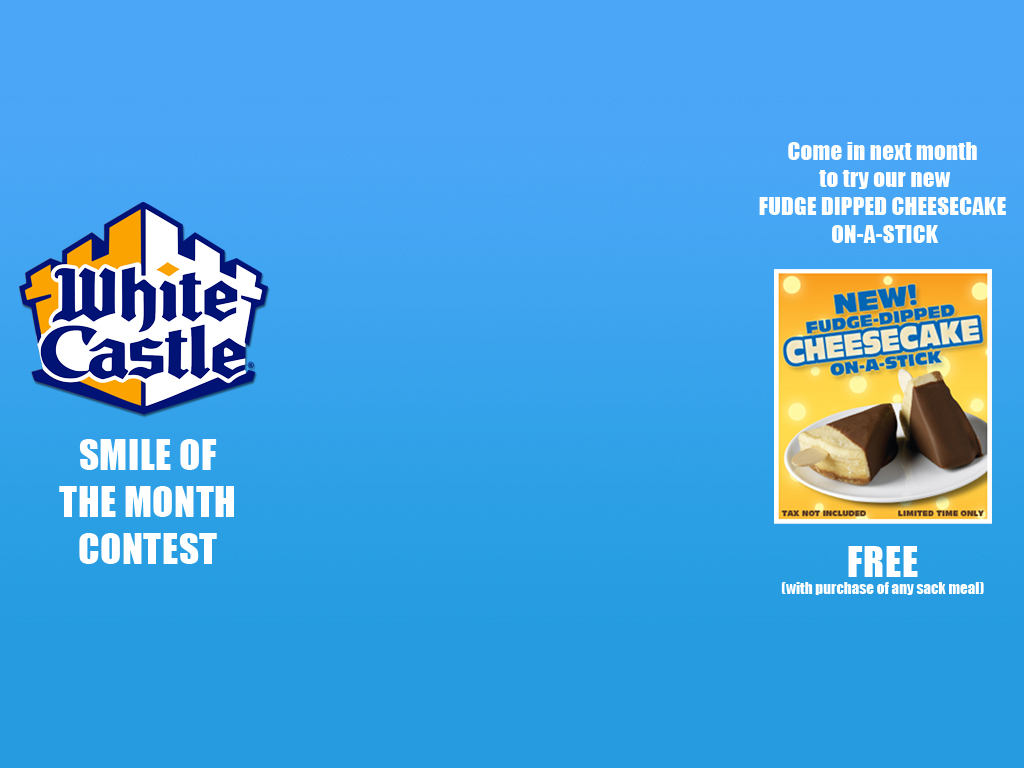 White
Castle®
SMILE OF
THE MONTH
CONTEST
Come in next month
to try our new
FUDGE DIPPED CHEESECAKE
ON-A-STICK
NEW!
FUDGE-DIPPED
CHEESECAKE
ON-A-STICK
TAX NOT INCLUDED LIMITED TIME ONLY
FREE
(with purchase of any sack meal)